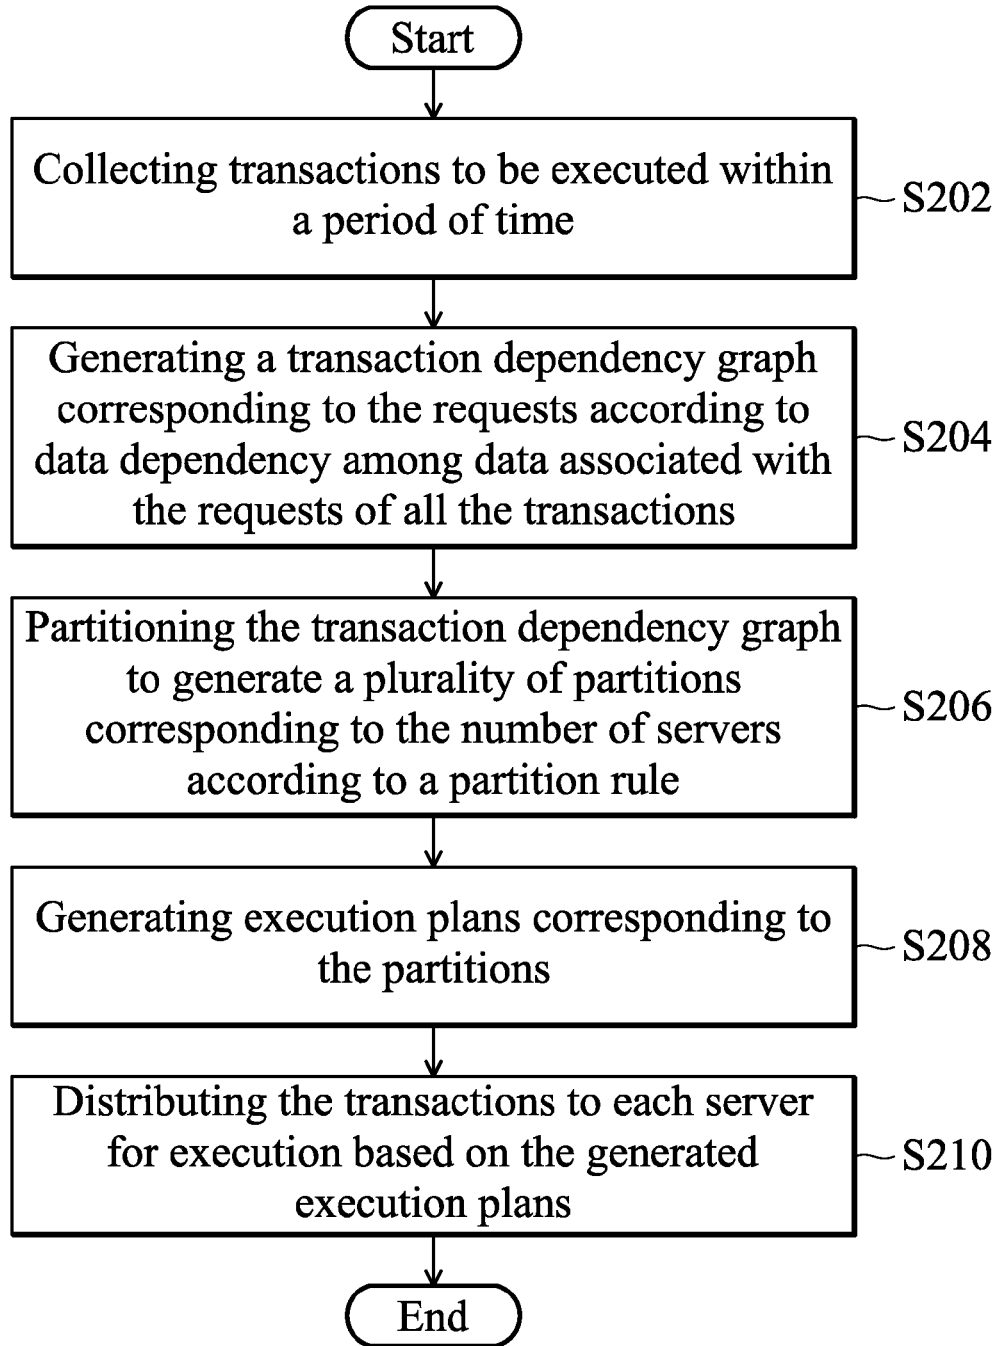 Start
Collecting transactions to be executed within
a period of time
S202
Generating a transaction dependency graph
corresponding to the requests according to
data dependency among data associated with
the requests of all the transactions
S204
Partitioning the transaction dependency graph
to generate a plurality of partitions
corresponding to the number of servers
according to a partition rule
S206
Generating execution plans corresponding to
the partitions
S208
Distributing the transactions to each server
for execution based on the generated
execution plans
S210
End